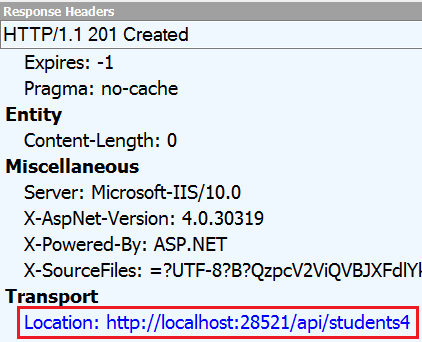 Response Headers
HTTP/1.1 201 Created
Expires: -1
Pragma: no-cache
Entity
Content-Length: 0
Miscellaneous
Server: Microsoft-IIS/10.0
X-AspNet-Version: 4.0.30319
X-Powered-By: ASP.NET
X-SourceFiles: =?UTF-8?B?QzpcV2ViQVBJXFdlYk
Transport
Location: http://localhost:28521/api/students4